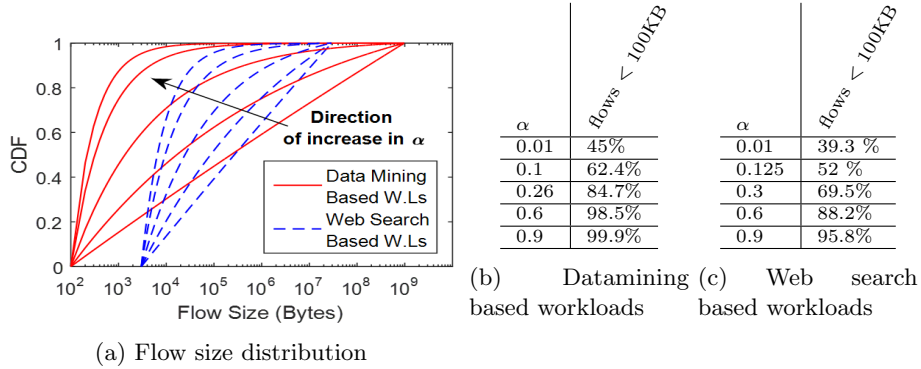 1
0.8
0.6
0.4
0.2
0
CDF
10^2
10^3
10^4
10^5
10^6
10^7
10^8
10^9
Flow Size (Bytes)
Direction
of increase in α
Data Mining
Based W.Ls
Web Search
Based W.Ls
(a) Flow size distribution
α flows < 100KB
0.01 45%
0.1 62.4%
0.26 84.7%
0.6 98.5%
0.9 99.9%
(b) Datamining
based workloads
α flows < 100KB
0.01 39.3 %
0.125 52 %
0.3 69.5%
0.6 88.2%
0.9 95.8%
(c) Web search
based workloads